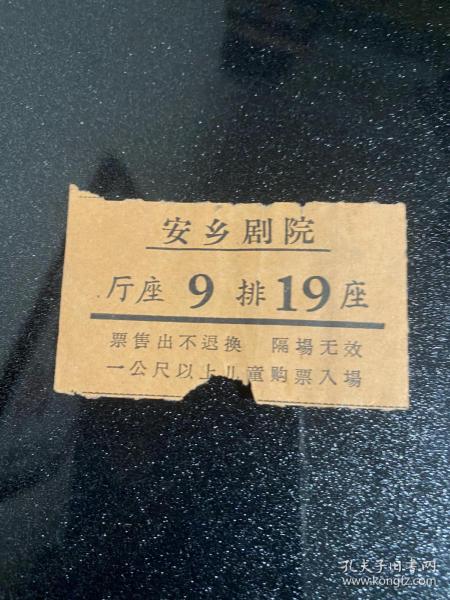 安乡剧院
厅座 9 排 19 座
票售出不退换 隔場无效
一公尺以上儿童购票入場
孔夫子旧书网
www.kongfz.com